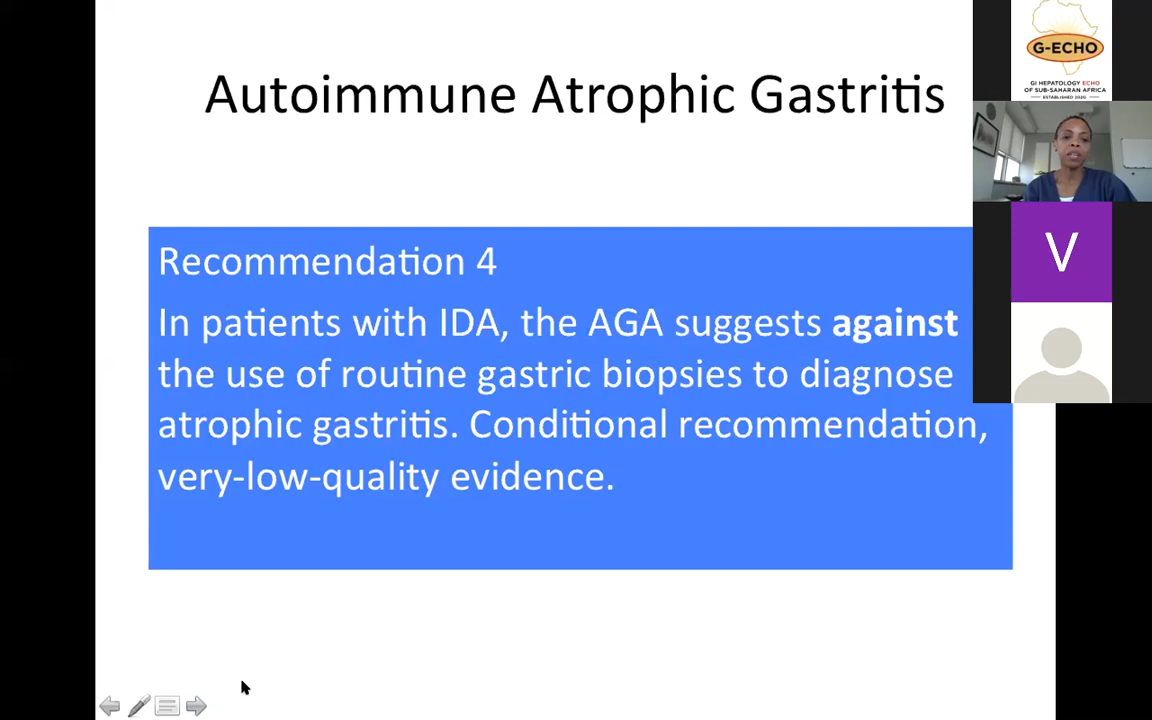 Autoimmune Atrophic Gastritis
Recommendation 4
In patients with IDA, the AGA suggests against
the use of routine gastric biopsies to diagnose
atrophic gastritis. Conditional recommendation,
very-low-quality evidence.
G-ECHO
GI HEPATOLOGY ECHO
OF SUB-SAHARAN AFRICA
ESTABLISHED 2020
V